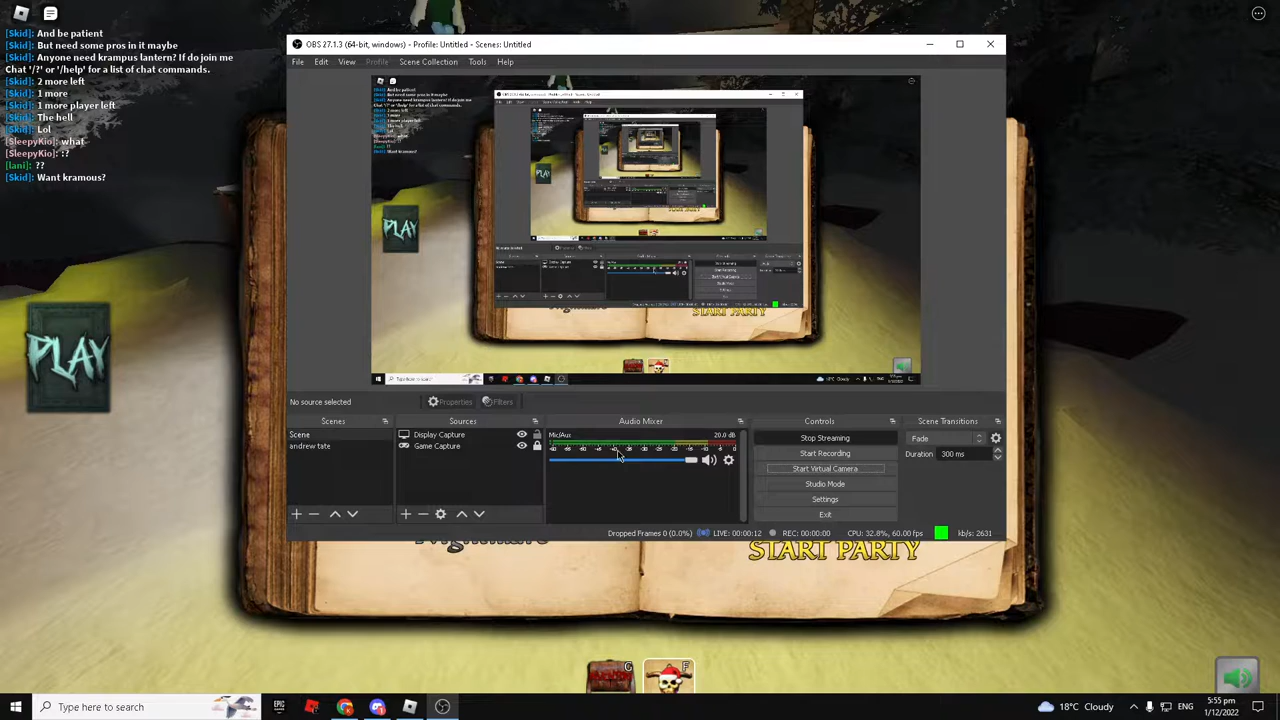 [Skid]: And be patient
[Skid]: But need some pros in it maybe
[Skid]: Anyone need krampus lantern? If do join me
Chat '/?' or '/help' for a list of chat commands.
[Skid]: 2 more left
[Skid]: 1 more
[Skid]: 1 more player left
[Skid]: The hell
[Skid]: Lol
[SleepyKio]: what
[SleepyKio]: :??
[Iani]: ??
[Skid]: Want kramous?
PLAY
OBS 27.1.3 (64-bit, windows) - Profile: Untitled - Scenes: Untitled
File Edit View Profile Scene Collection Tools Help
PLAY
No source selected
Properties
Filters
Scenes
Sources
Audio Mixer
Controls
Scene Transitions
Scene
andrew tate
Display Capture
Game Capture
Mic/Aux
20.0 dB
Stop Streaming
Start Recording
Start Virtual Camera
Studio Mode
Settings
Exit
Fade
Duration 300 ms
Dropped Frames 0 (0.0%)
LIVE: 00:00:12
REC: 00:00:00
CPU: 32.8%, 60.00 fps
kb/s: 2631
START PARTY
G
F
Type here to search
EPIC
18°C Cloudy
ENG
5:55 pm
1/12/2022